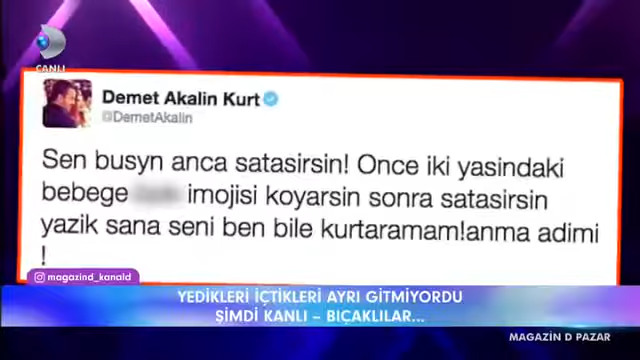 CANLI
Demet Akalin Kurt
@DemetAkalin
Sen busyn anca satasirsin! Once iki yasindaki
bebege imojisi koyarsin sonra satasirsin
yazik sana seni ben bile kurtaramam!anma adimi
!
magazind_kanald
YEDİKLERİ İÇTİKLERİ AYRI GİTMİYORDU
ŞİMDİ KANLI – BIÇAKLILAR...
MAGAZİN D PAZAR